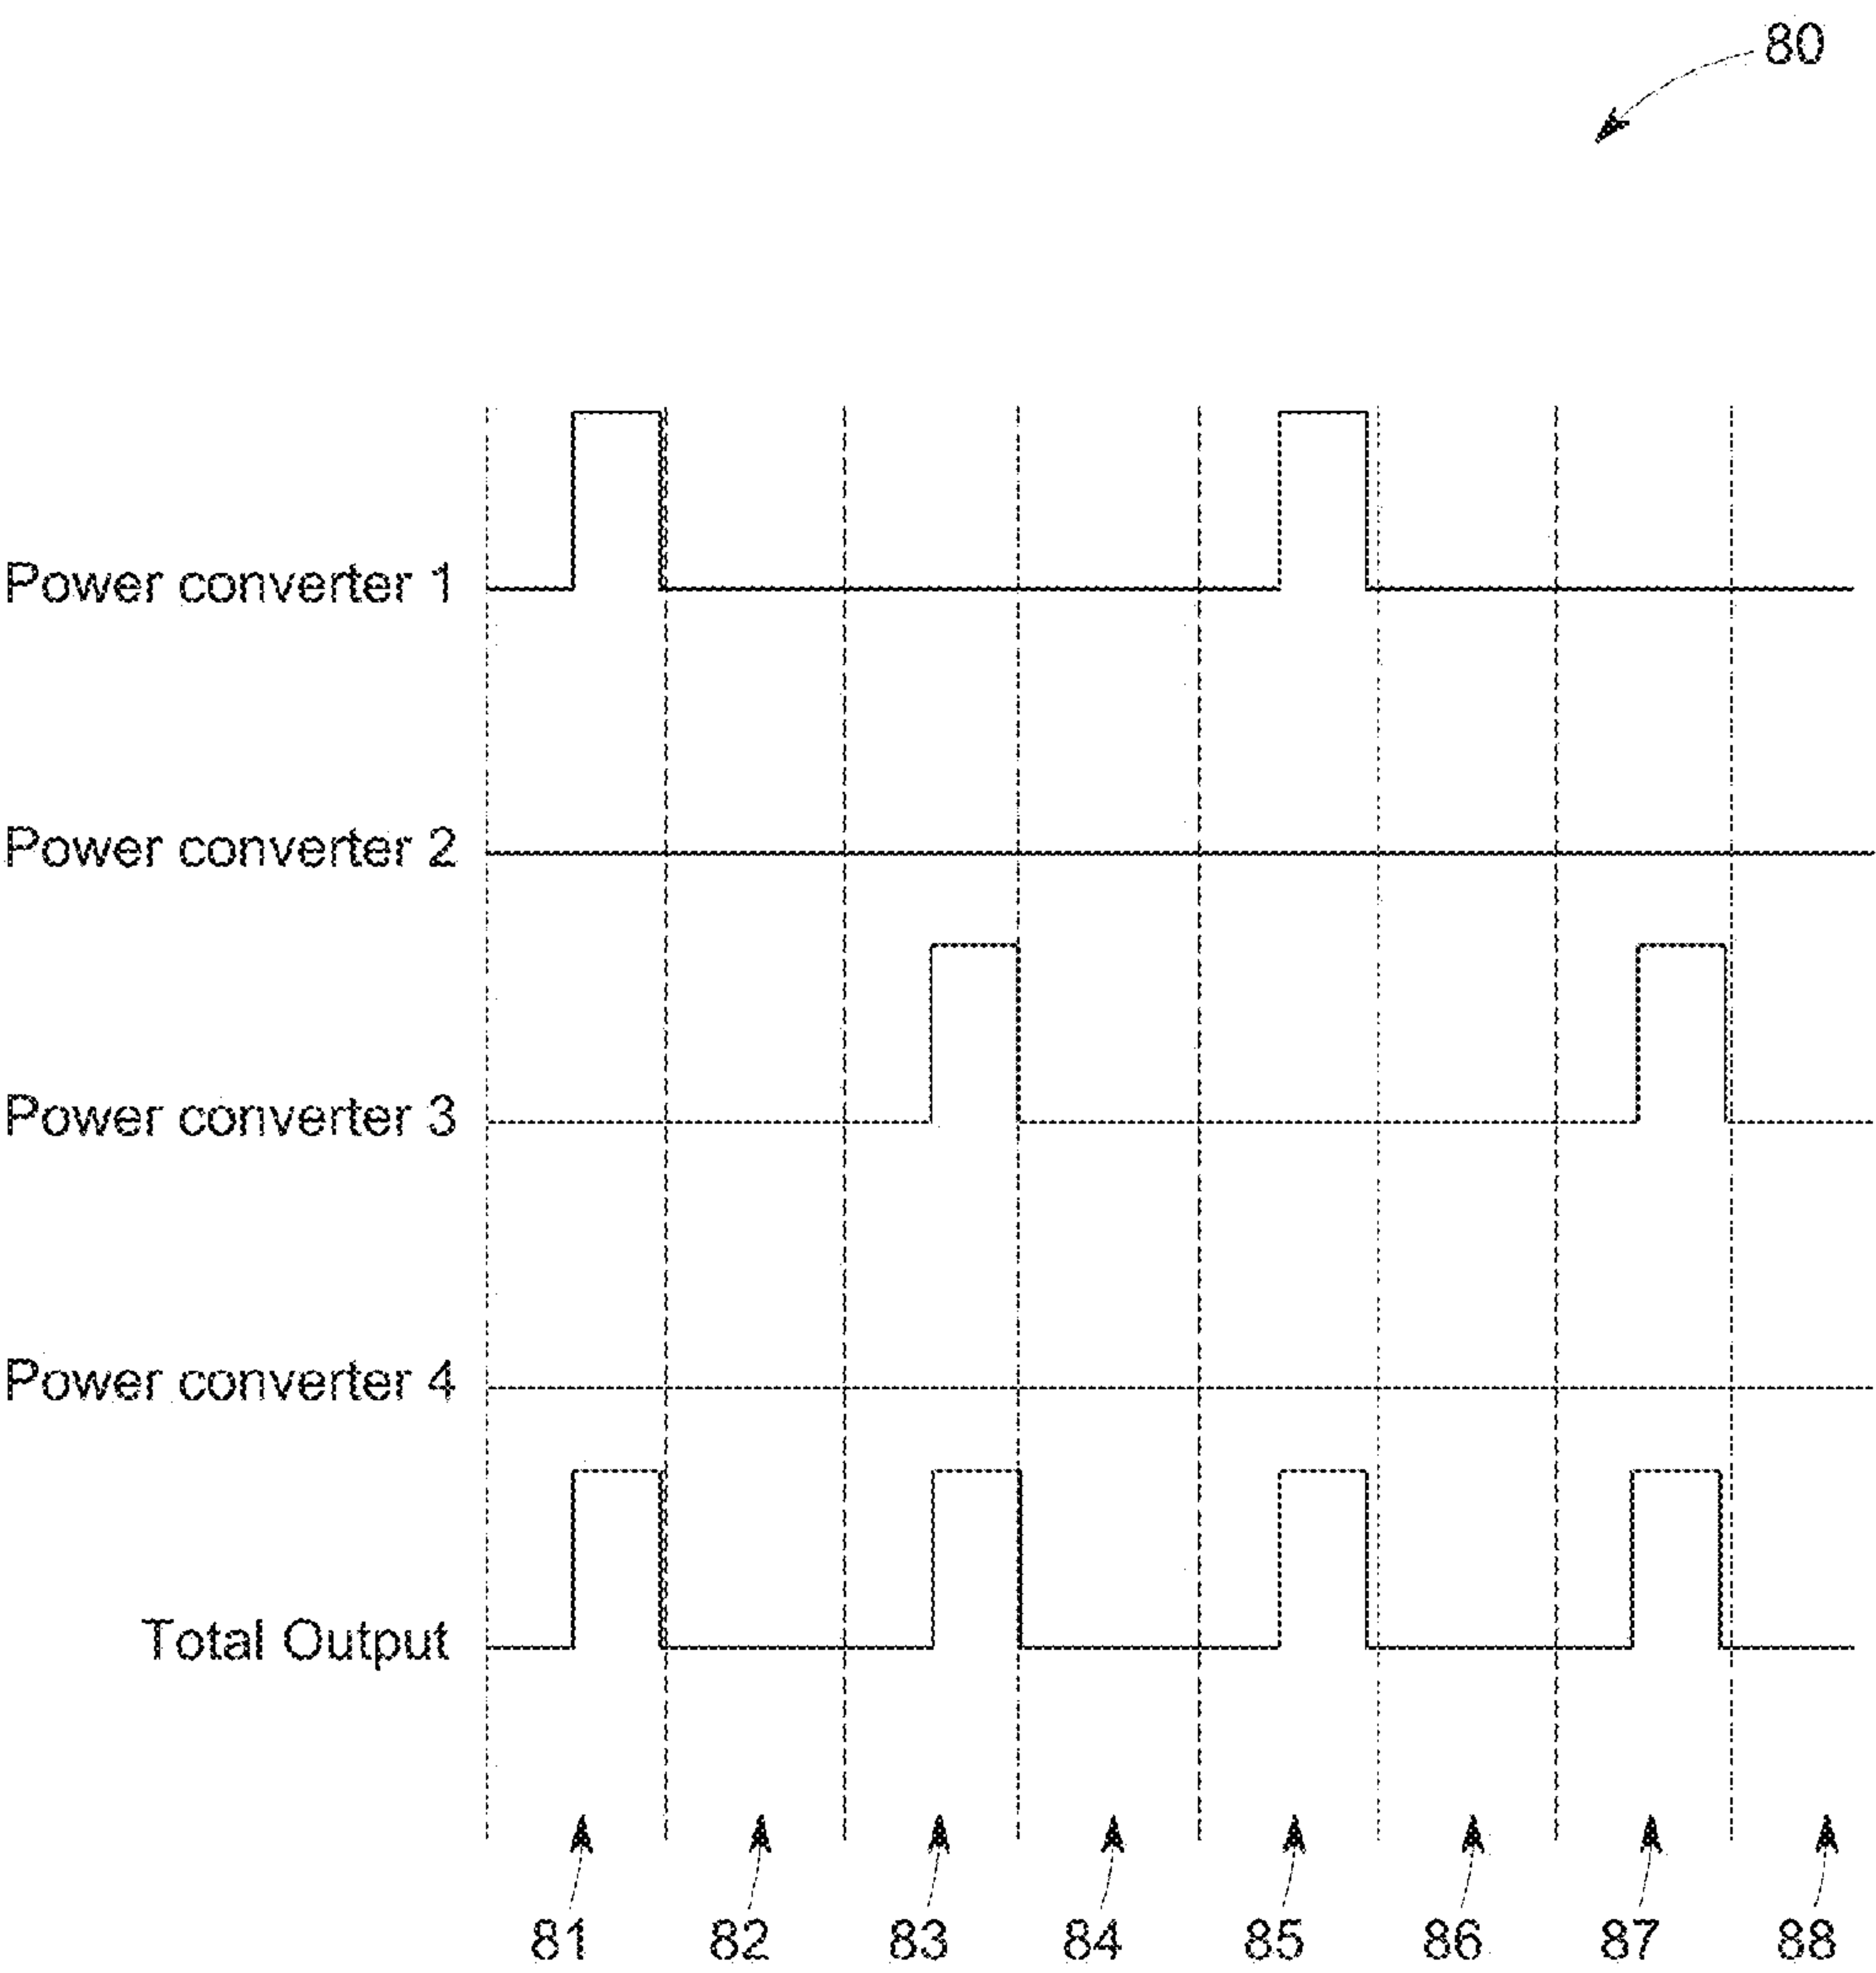 80
Power converter 1
Power converter 2
Power converter 3
Power converter 4
Total Output
81 82 83 84 85 86 87 88